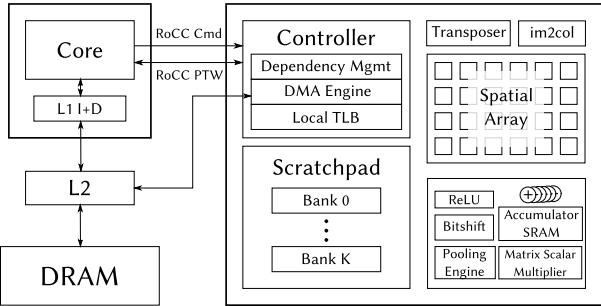 Core
L1 I+D
L2
DRAM
RoCC Cmd
RoCC PTW
Controller
Dependency Mgmt
DMA Engine
Local TLB
Scratchpad
Bank 0
Bank K
Transposer
im2col
Spatial
Array
ReLU
Bitshift
Accumulator
SRAM
Pooling
Engine
Matrix Scalar
Multiplier